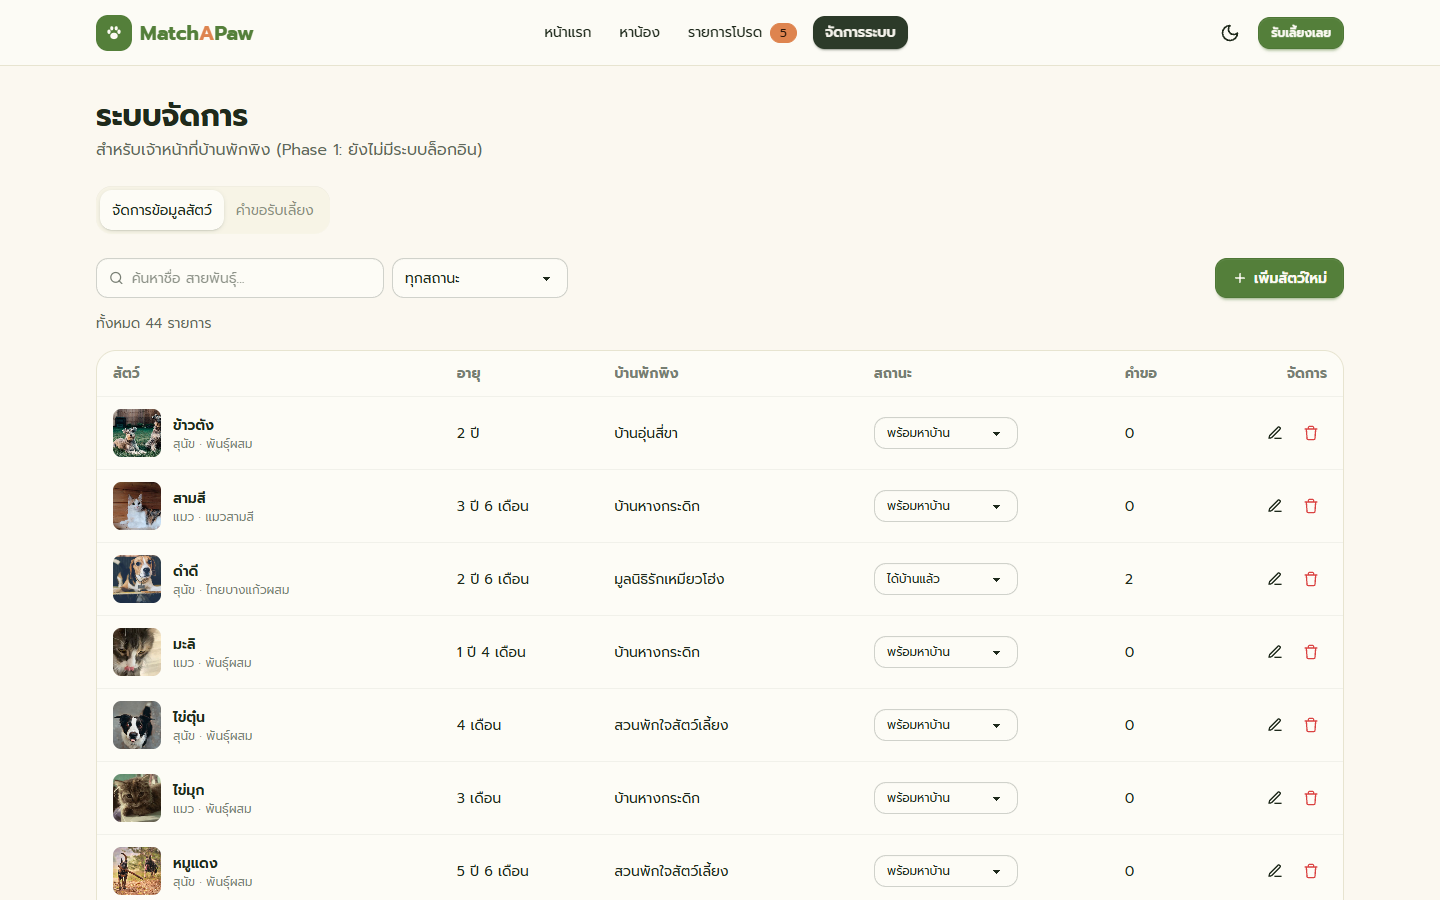 MatchAPaw
หน้าแรก
หาน้อง
รายการโปรด 5
จัดการระบบ
รับเลี้ยงเลย
ระบบจัดการ
สำหรับเจ้าหน้าที่บ้านพักพิง (Phase 1: ยังไม่มีระบบล็อกอิน)
จัดการข้อมูลสัตว์
คำขอรับเลี้ยง
ค้นหาชื่อ สายพันธุ์...
ทุกสถานะ
+ เพิ่มสัตว์ใหม่
ทั้งหมด 44 รายการ
สัตว์ อายุ บ้านพักพิง สถานะ คำขอ จัดการ
ข้าวตัง
สุนัข · พันธุ์ผสม
2 ปี บ้านอุ่นสี่ขา พร้อมหาบ้าน 0
สามสี
แมว · แมวสามสี
3 ปี 6 เดือน บ้านหางกระดิก พร้อมหาบ้าน 0
ดำดี
สุนัข · ไทยบางแก้วผสม
2 ปี 6 เดือน มูลนิธิรักเหมียวโฮ่ง ได้บ้านแล้ว 2
มะลิ
แมว · พันธุ์ผสม
1 ปี 4 เดือน บ้านหางกระดิก พร้อมหาบ้าน 0
ไข่ตุ๋น
สุนัข · พันธุ์ผสม
4 เดือน สวนพักใจสัตว์เลี้ยง พร้อมหาบ้าน 0
ไข่มุก
แมว · พันธุ์ผสม
3 เดือน บ้านหางกระดิก พร้อมหาบ้าน 0
หมูแดง
สุนัข · พันธุ์ผสม
5 ปี 6 เดือน สวนพักใจสัตว์เลี้ยง พร้อมหาบ้าน 0